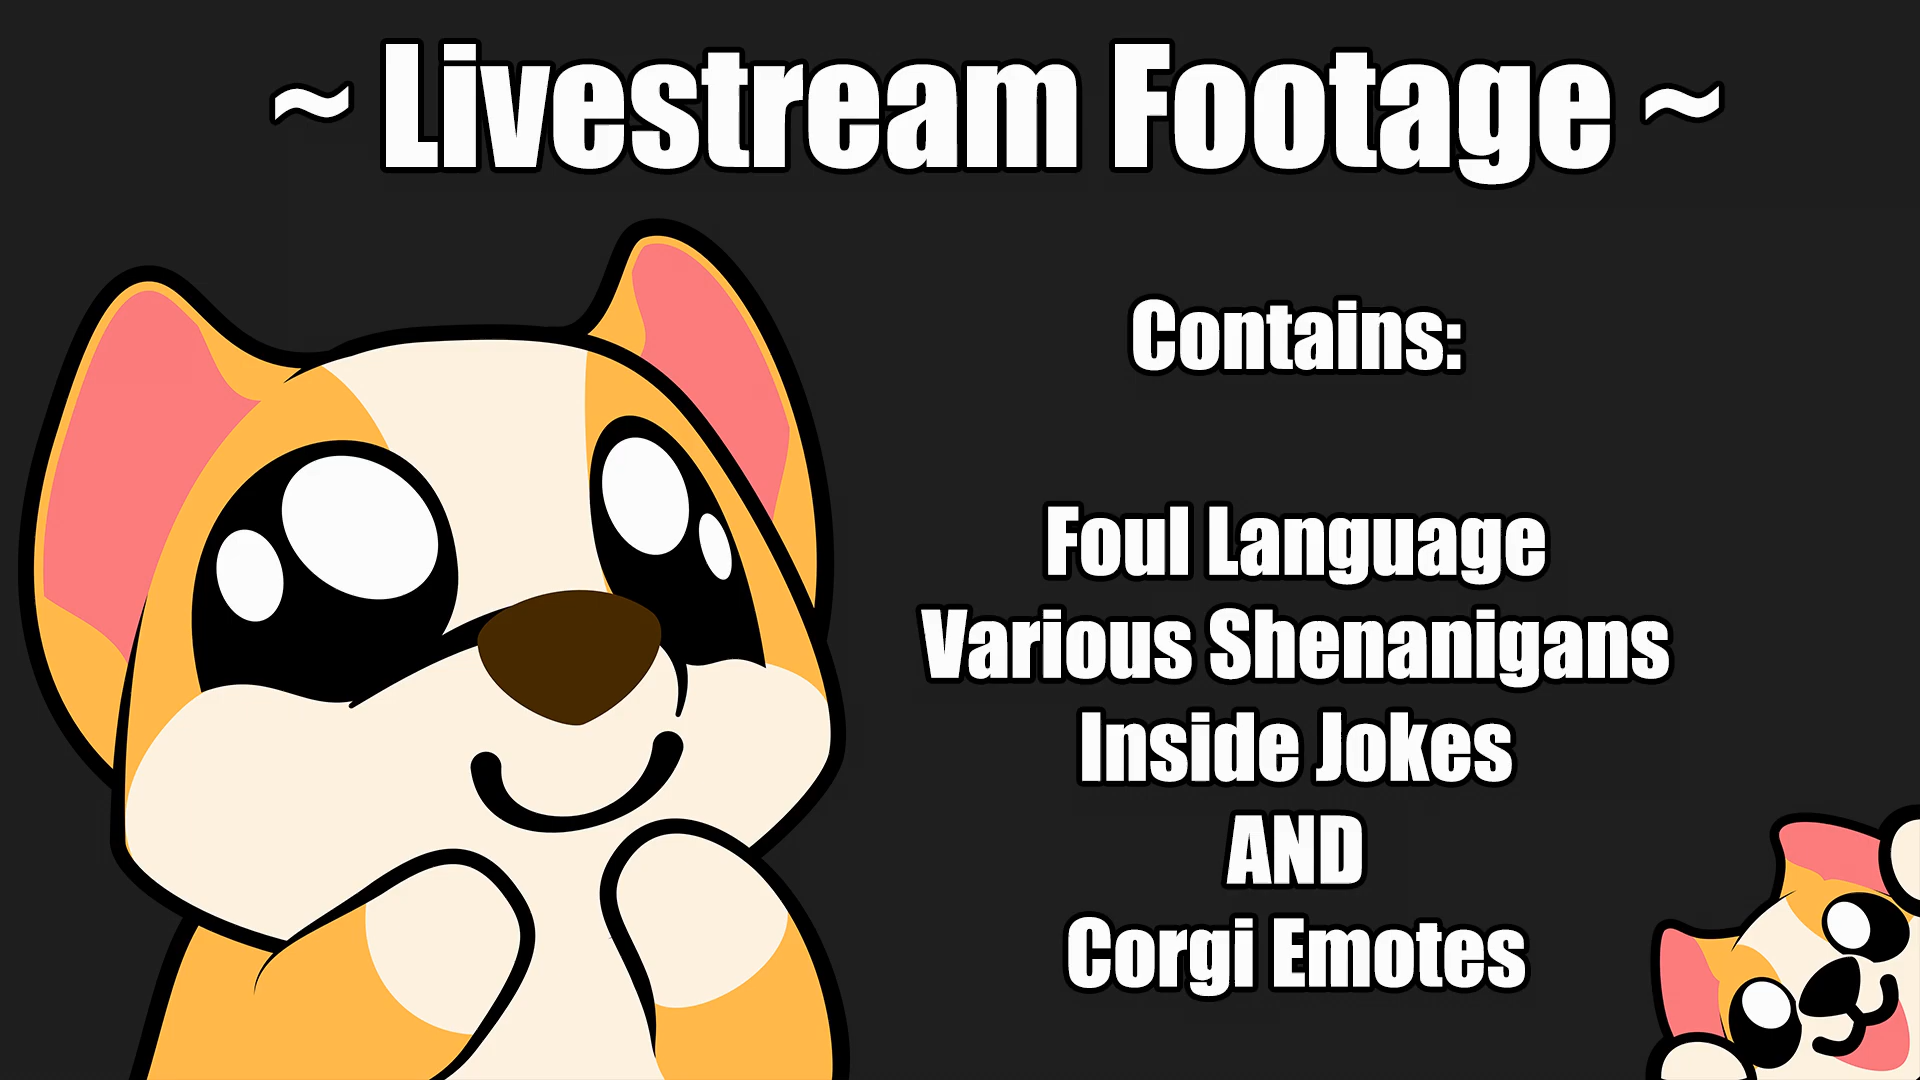 ~ Livestream Footage ~
Contains:
Foul Language
Various Shenanigans
Inside Jokes
AND
Corgi Emotes